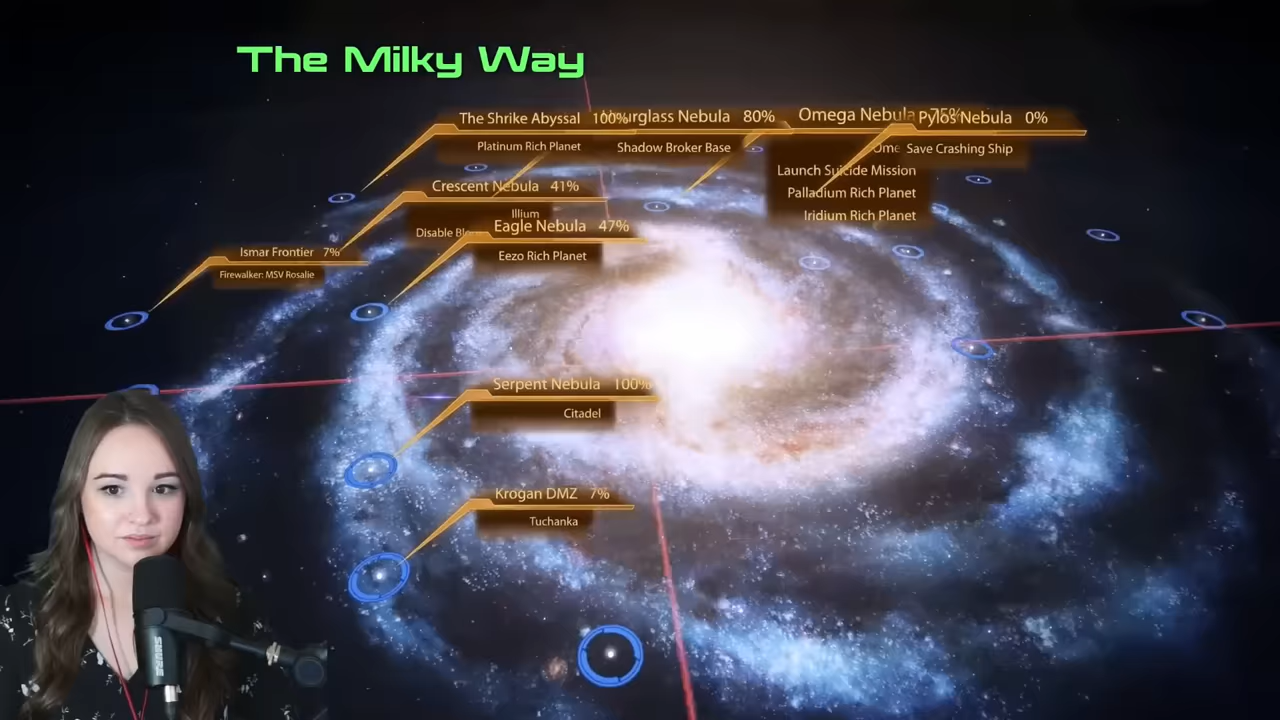 The Milky Way
The Shrike Abyssal 100%
Platinum Rich Planet
Hourglass Nebula 80%
Shadow Broker Base
Omega Nebula 75%
Launch Suicide Mission
Palladium Rich Planet
Iridium Rich Planet
Pylos Nebula 0%
Save Crashing Ship
Crescent Nebula 41%
Illium
Disable
Eagle Nebula 47%
Eezo Rich Planet
Ismar Frontier 7%
Firewalker: MSV Rosalie
Serpent Nebula 100%
Citadel
Krogan DMZ 7%
Tuchanka
SHURE